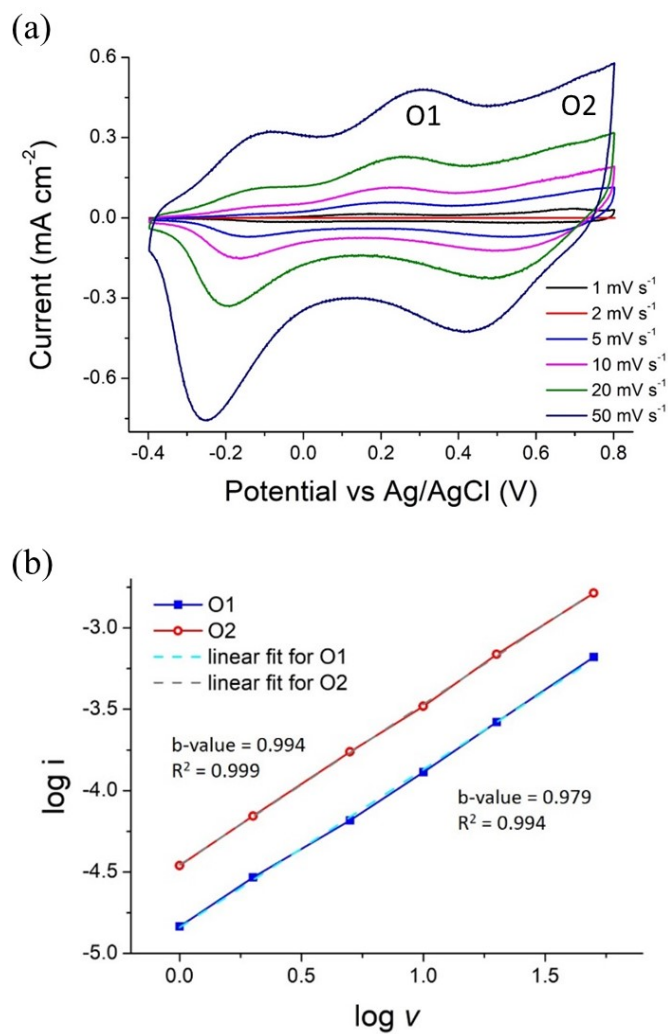 (a)
0.6
0.3
0.0
-0.3
-0.6
Current (mA cm-2)
O1
O2
1 mV s-1
2 mV s-1
5 mV s-1
10 mV s-1
20 mV s-1
50 mV s-1
-0.4
-0.2
0.0
0.2
0.4
0.6
0.8
Potential vs Ag/AgCl (V)
(b)
-3.0
-3.5
-4.0
-4.5
-5.0
log i
O1
O2
linear fit for O1
linear fit for O2
b-value = 0.994
R2 = 0.999
b-value = 0.979
R2 = 0.994
0.0
0.5
1.0
1.5
log v